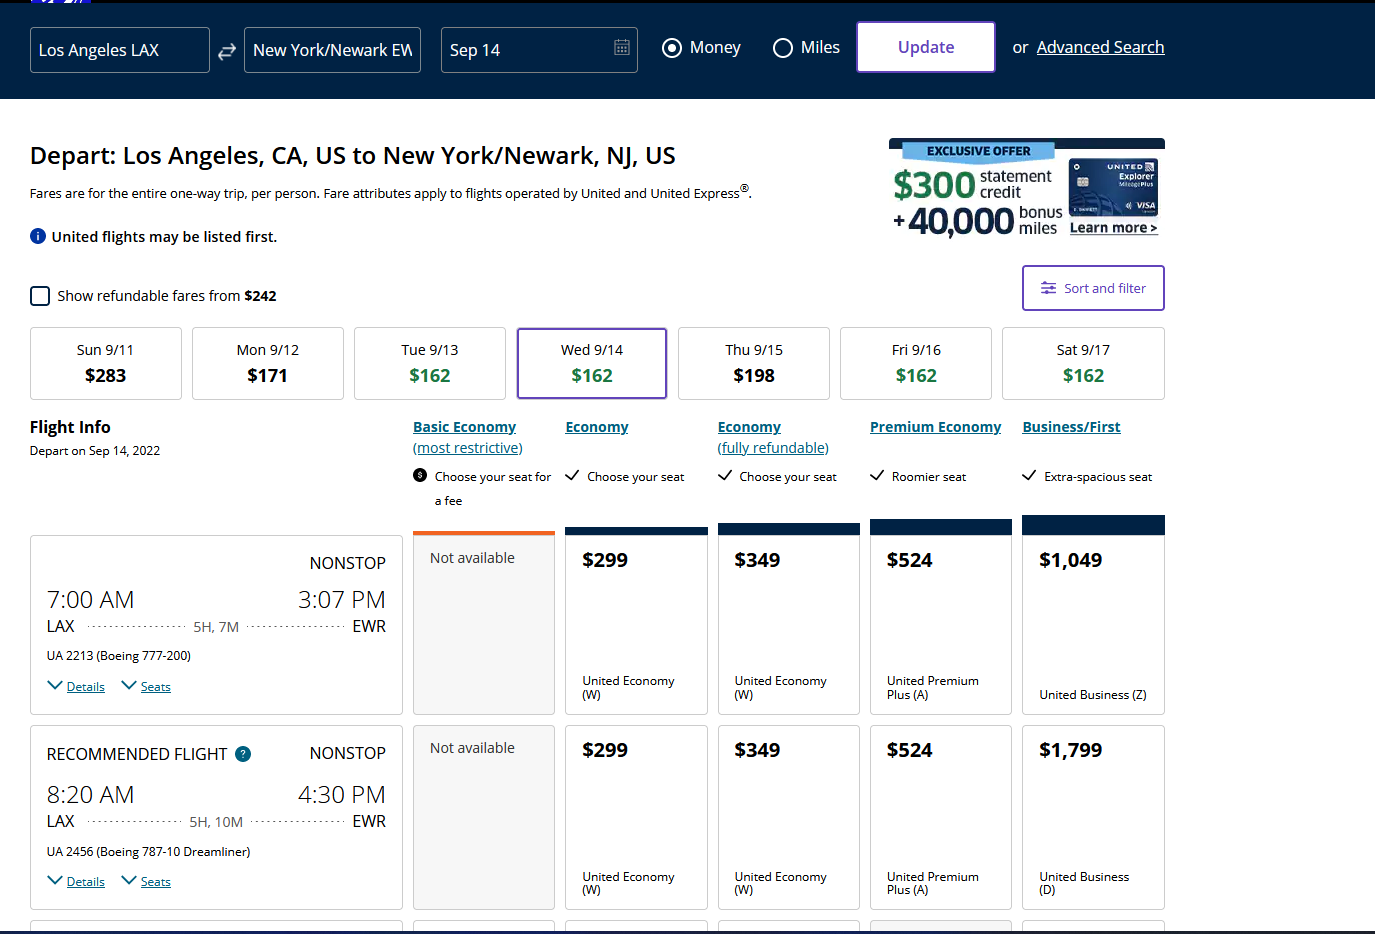 Los Angeles LAX
New York/Newark EW
Sep 14
Money
Miles
Update
or Advanced Search
Depart: Los Angeles, CA, US to New York/Newark, NJ, US
Fares are for the entire one-way trip, per person. Fare attributes apply to flights operated by United and United Express®.
United flights may be listed first.
EXCLUSIVE OFFER
$300 statement credit
+40,000 bonus miles
UNITED
Explorer
MileagePlus
VISA
Learn more >
Show refundable fares from $242
Sort and filter
Sun 9/11
$283
Mon 9/12
$171
Tue 9/13
$162
Wed 9/14
$162
Thu 9/15
$198
Fri 9/16
$162
Sat 9/17
$162
Flight Info
Depart on Sep 14, 2022
Basic Economy
(most restrictive)
$ Choose your seat for
a fee
Economy
Choose your seat
Economy
(fully refundable)
Choose your seat
Premium Economy
Roomier seat
Business/First
Extra-spacious seat
NONSTOP
7:00 AM 3:07 PM
LAX 5H, 7M EWR
UA 2213 (Boeing 777-200)
Details Seats
Not available
$299
United Economy
(W)
$349
United Economy
(W)
$524
United Premium
Plus (A)
$1,049
United Business (Z)
RECOMMENDED FLIGHT ? NONSTOP
8:20 AM 4:30 PM
LAX 5H, 10M EWR
UA 2456 (Boeing 787-10 Dreamliner)
Details Seats
Not available
$299
United Economy
(W)
$349
United Economy
(W)
$524
United Premium
Plus (A)
$1,799
United Business
(D)